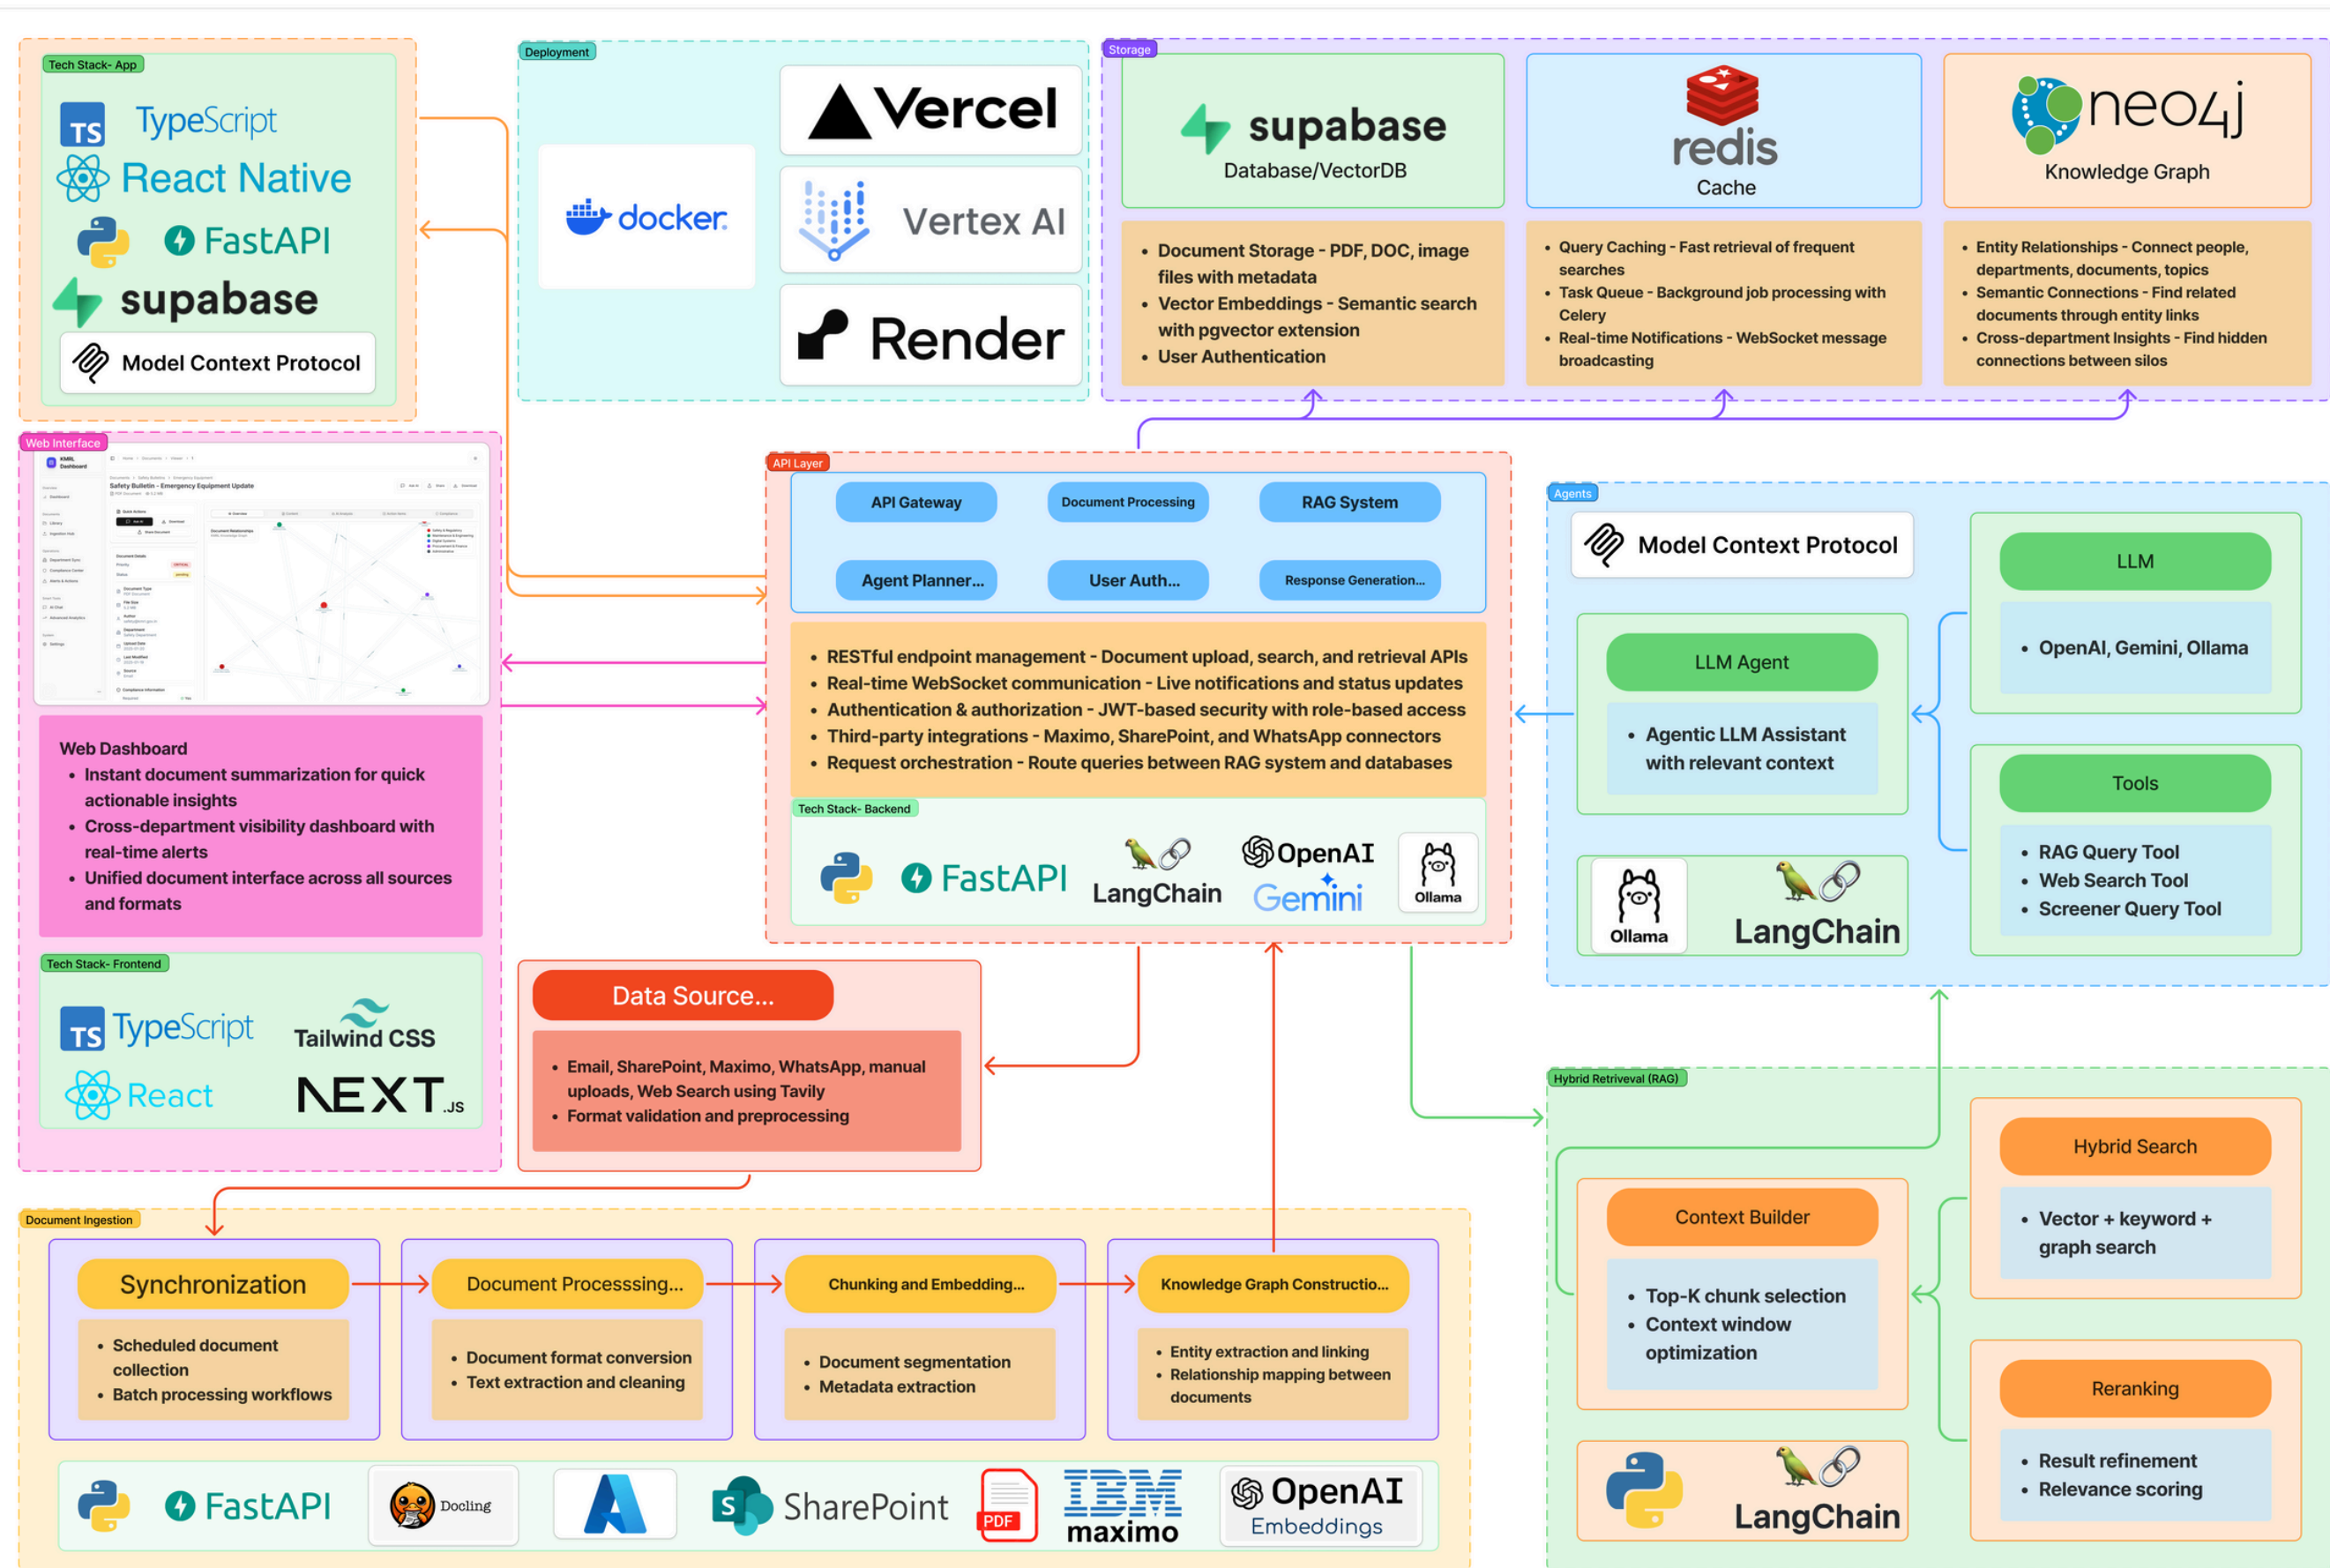 Tech Stack- App
TS TypeScript
React Native
FastAPI
supabase
Model Context Protocol
Deployment
docker.
Vercel
Vertex AI
Render
Storage
supabase
Database/VectorDB
• Document Storage - PDF, DOC, image
files with metadata
• Vector Embeddings - Semantic search
with pgvector extension
• User Authentication
redis
Cache
• Query Caching - Fast retrieval of frequent
searches
• Task Queue - Background job processing with
Celery
• Real-time Notifications - WebSocket message
broadcasting
neo4j
Knowledge Graph
• Entity Relationships - Connect people,
departments, documents, topics
• Semantic Connections - Find related
documents through entity links
• Cross-department Insights - Find hidden
connections between silos
Web Interface
KMRL
Dashboard
Safety Bulletin - Emergency Equipment Update
Web Dashboard
• Instant document summarization for quick
actionable insights
• Cross-department visibility dashboard with
real-time alerts
• Unified document interface across all sources
and formats
Tech Stack- Frontend
TS TypeScript
Tailwind CSS
React
NEXT.JS
API Layer
API Gateway
Document Processing
RAG System
Agent Planner...
User Auth...
Response Generation...
• RESTful endpoint management - Document upload, search, and retrieval APIs
• Real-time WebSocket communication - Live notifications and status updates
• Authentication & authorization - JWT-based security with role-based access
• Third-party integrations - Maximo, SharePoint, and WhatsApp connectors
• Request orchestration - Route queries between RAG system and databases
Tech Stack- Backend
FastAPI
LangChain
OpenAI
Gemini
Ollama
Agents
Model Context Protocol
LLM Agent
• Agentic LLM Assistant
with relevant context
Ollama
LangChain
LLM
• OpenAI, Gemini, Ollama
Tools
• RAG Query Tool
• Web Search Tool
• Screener Query Tool
Data Source...
• Email, SharePoint, Maximo, WhatsApp, manual
uploads, Web Search using Tavily
• Format validation and preprocessing
Document Ingestion
Synchronization
• Scheduled document
collection
• Batch processing workflows
Document Processsing...
• Document format conversion
• Text extraction and cleaning
Chunking and Embedding...
• Document segmentation
• Metadata extraction
Knowledge Graph Constructio...
• Entity extraction and linking
• Relationship mapping between
documents
FastAPI
Docling
S SharePoint
PDF
IBM
maximo
OpenAI
Embeddings
Hybrid Retriveval (RAG)
Context Builder
• Top-K chunk selection
• Context window
optimization
LangChain
Hybrid Search
• Vector + keyword +
graph search
Reranking
• Result refinement
• Relevance scoring